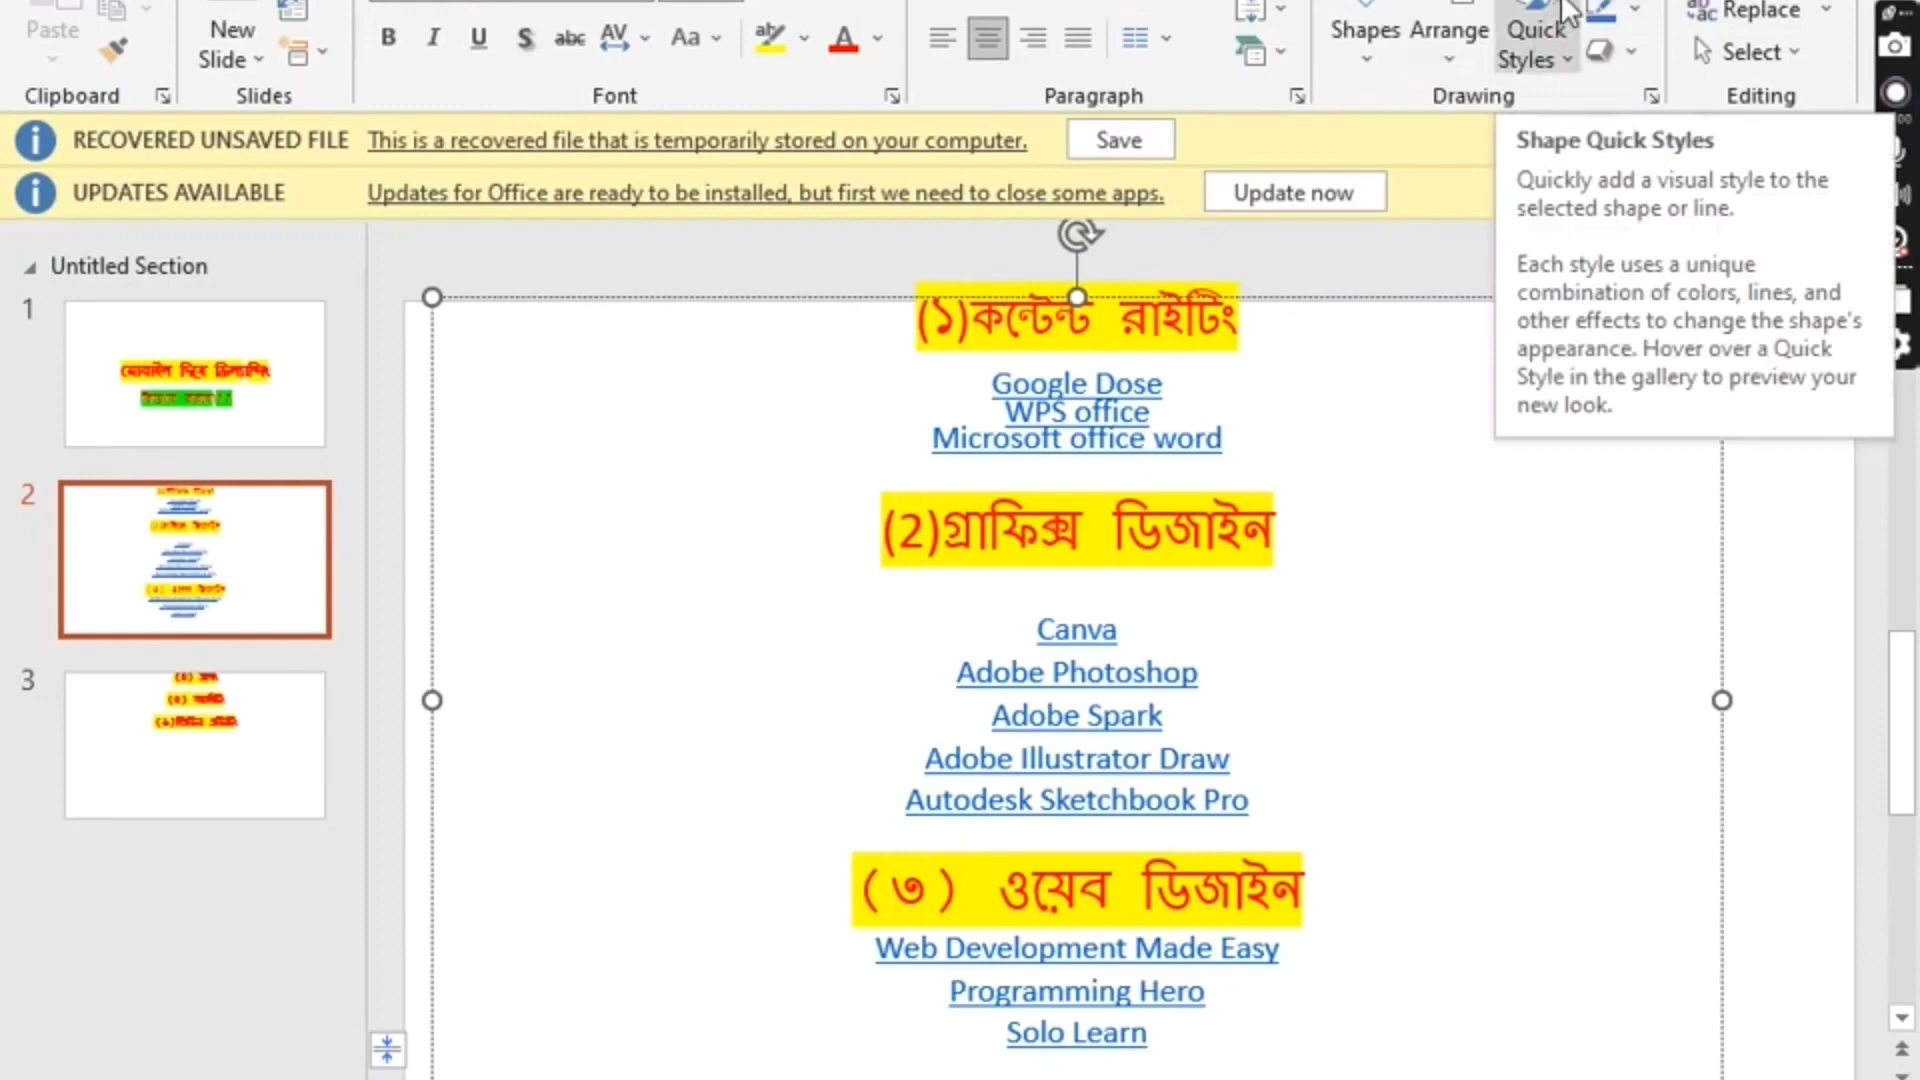 Paste
New
Slide
B I U S abc AV Aa A
Shapes Arrange Quick
Styles
Replace
Select
Clipboard Slides Font Paragraph Drawing Editing
RECOVERED UNSAVED FILE This is a recovered file that is temporarily stored on your computer. Save
UPDATES AVAILABLE Updates for Office are ready to be installed, but first we need to close some apps. Update now
Shape Quick Styles
Quickly add a visual style to the
selected shape or line.
Each style uses a unique
combination of colors, lines, and
other effects to change the shape's
appearance. Hover over a Quick
Style in the gallery to preview your
new look.
Untitled Section
1
2
3
(১)কন্টেন্ট রাইটিং
Google Dose
WPS office
Microsoft office word
(2)গ্রাফিক্স ডিজাইন
Canva
Adobe Photoshop
Adobe Spark
Adobe Illustrator Draw
Autodesk Sketchbook Pro
(৩) ওয়েব ডিজাইন
Web Development Made Easy
Programming Hero
Solo Learn